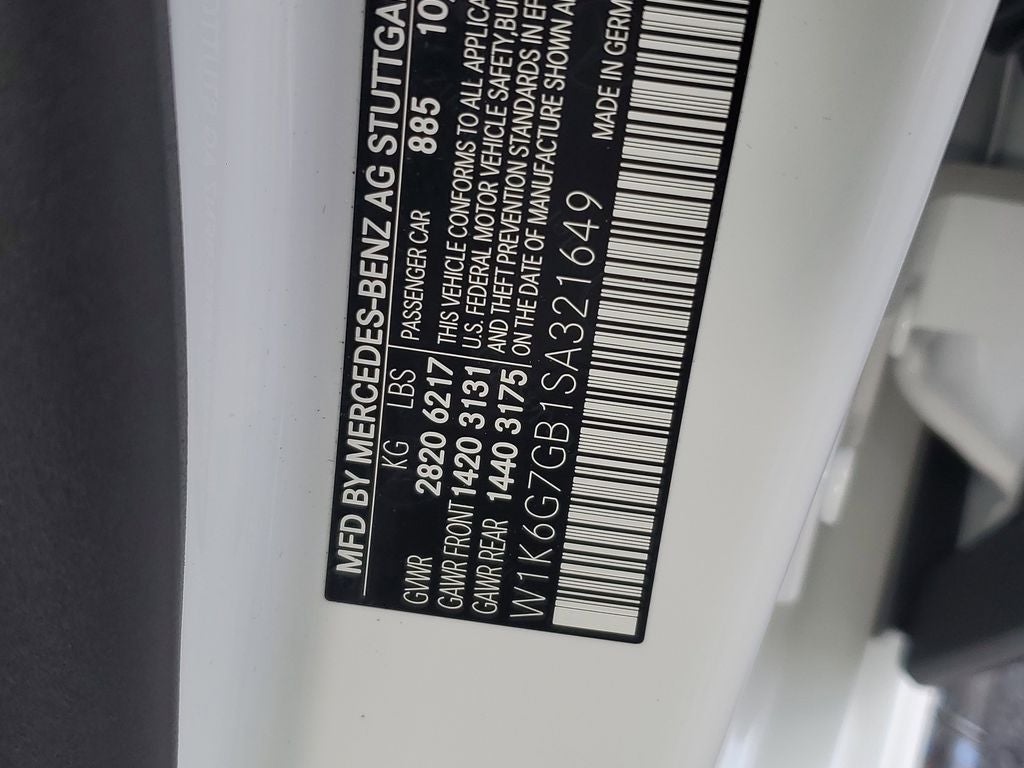 MFD BY MERCEDES-BENZ AG STUTTGA
KG LBS PASSENGER CAR 885 10
GWWR 2820 6217 THIS VEHICLE CONFORMS TO ALL APPLICA
GAWR FRONT 1420 3131 U.S. FEDERAL MOTOR VEHICLE SAFETY, BU
GAWR REAR 1440 3175 AND THEFT PREVENTION STANDARDS IN EF
ON THE DATE OF MANUFACTURE SHOWN A
W1K6G7GB1SA321649 MADE IN GERM